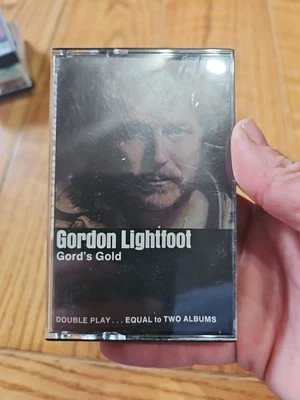 Gordon Lightfoot
Gord's Gold
DOUBLE PLAY . . . EQUAL to TWO ALBUMS